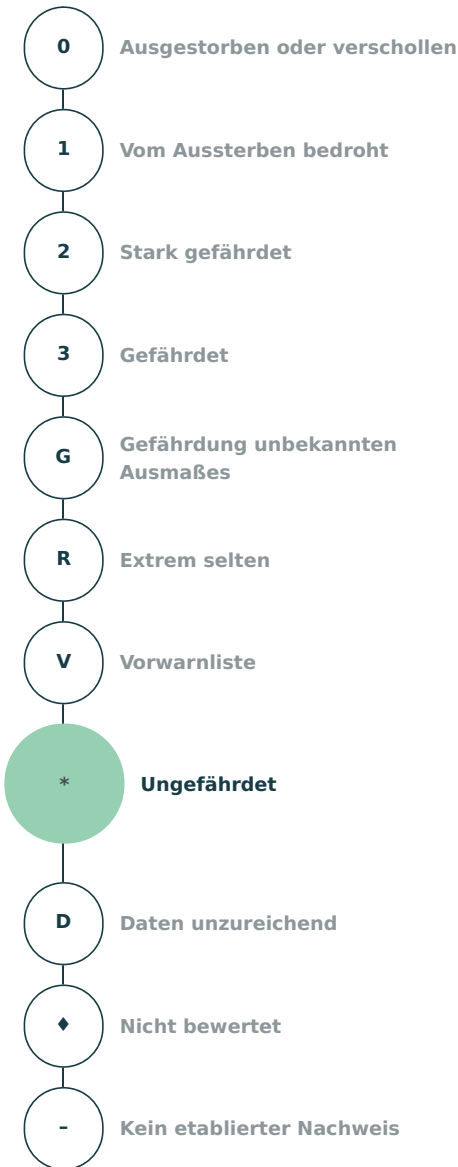 0 Ausgestorben oder verschollen
1 Vom Aussterben bedroht
2 Stark gefährdet
3 Gefährdet
G Gefährdung unbekannten
Ausmaßes
R Extrem selten
V Vorwarnliste
* Ungefährdet
D Daten unzureichend
♦ Nicht bewertet
– Kein etablierter Nachweis